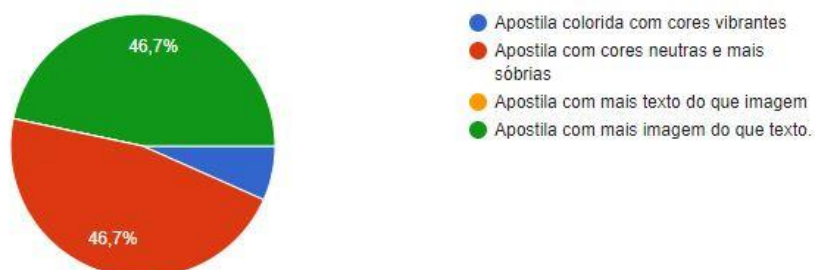 46,7%
46,7%
Apostila colorida com cores vibrantes
Apostila com cores neutras e mais
sóbrias
Apostila com mais texto do que imagem
Apostila com mais imagem do que texto.